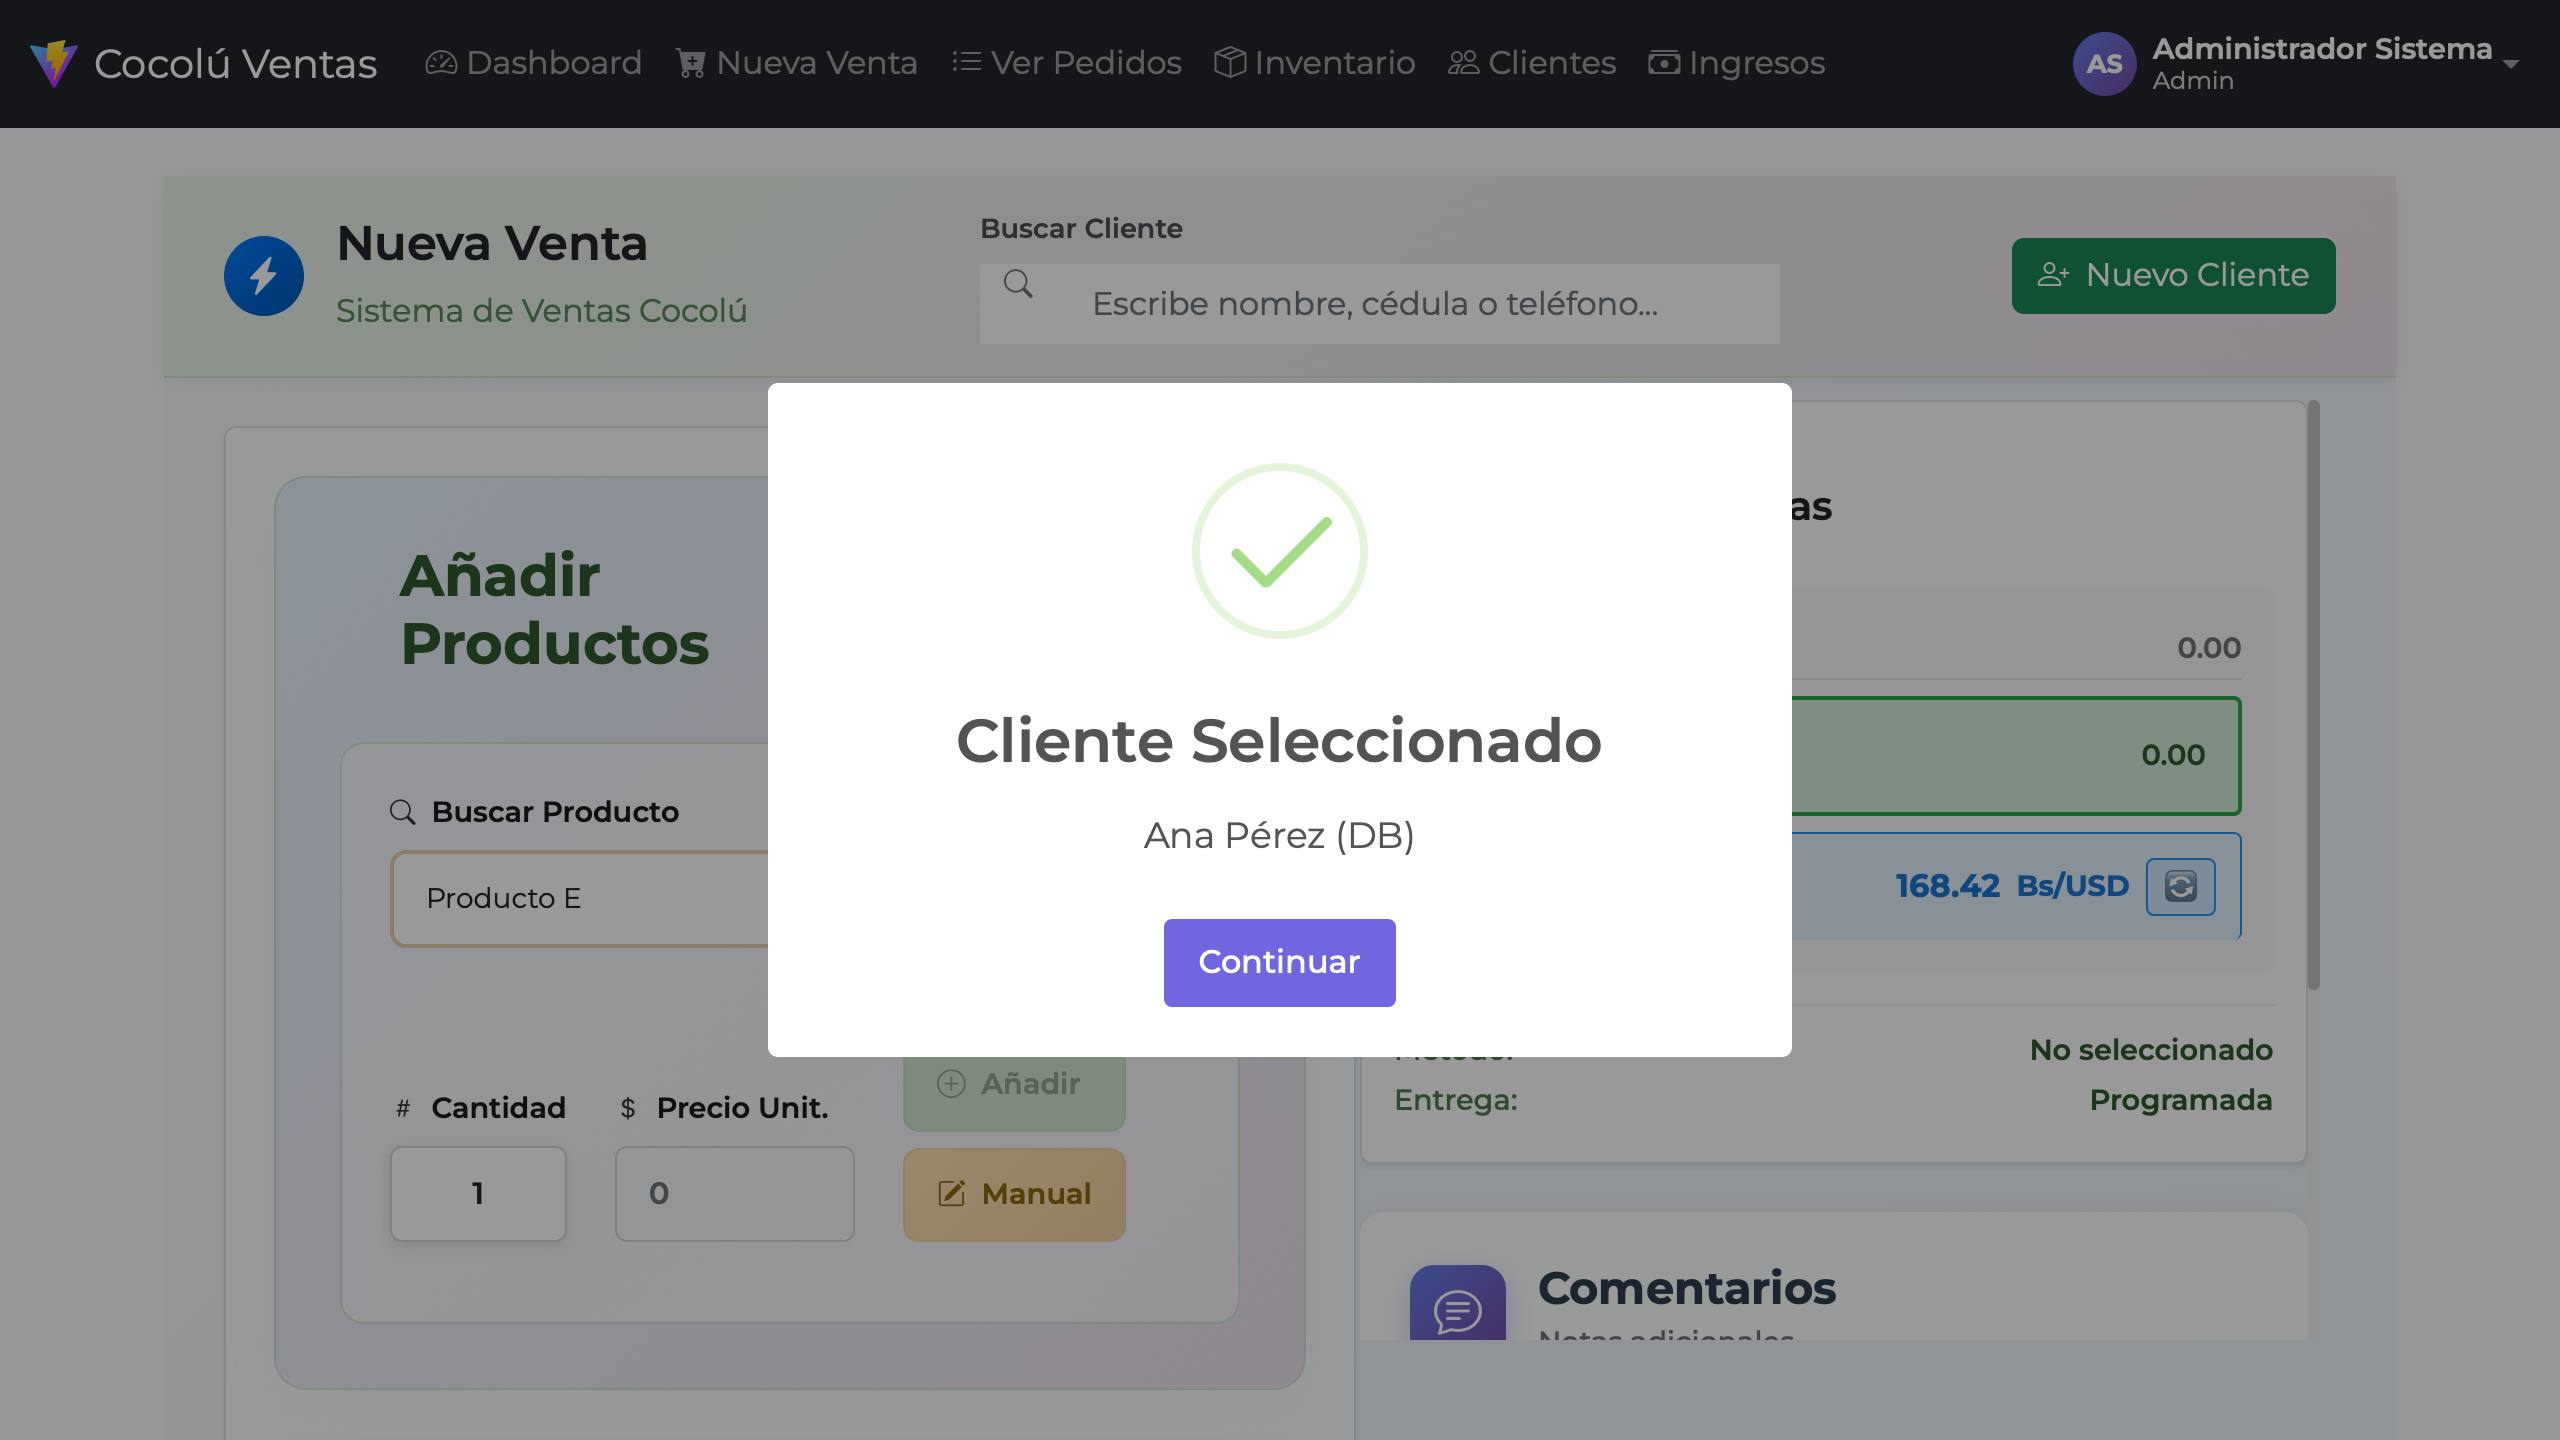 Cocolú Ventas
Dashboard
Nueva Venta
Ver Pedidos
Inventario
Clientes
Ingresos
AS
Administrador Sistema
Admin
Nueva Venta
Sistema de Ventas Cocolú
Buscar Cliente
Escribe nombre, cédula o teléfono...
Nuevo Cliente
Añadir
Productos
Buscar Producto
Producto E
# Cantidad
$ Precio Unit.
1
0
Añadir
Manual
Cliente Seleccionado
Ana Pérez (DB)
Continuar
as
0.00
0.00
168.42 Bs/USD
No seleccionado
Entrega:
Programada
Comentarios
Notas adicionales